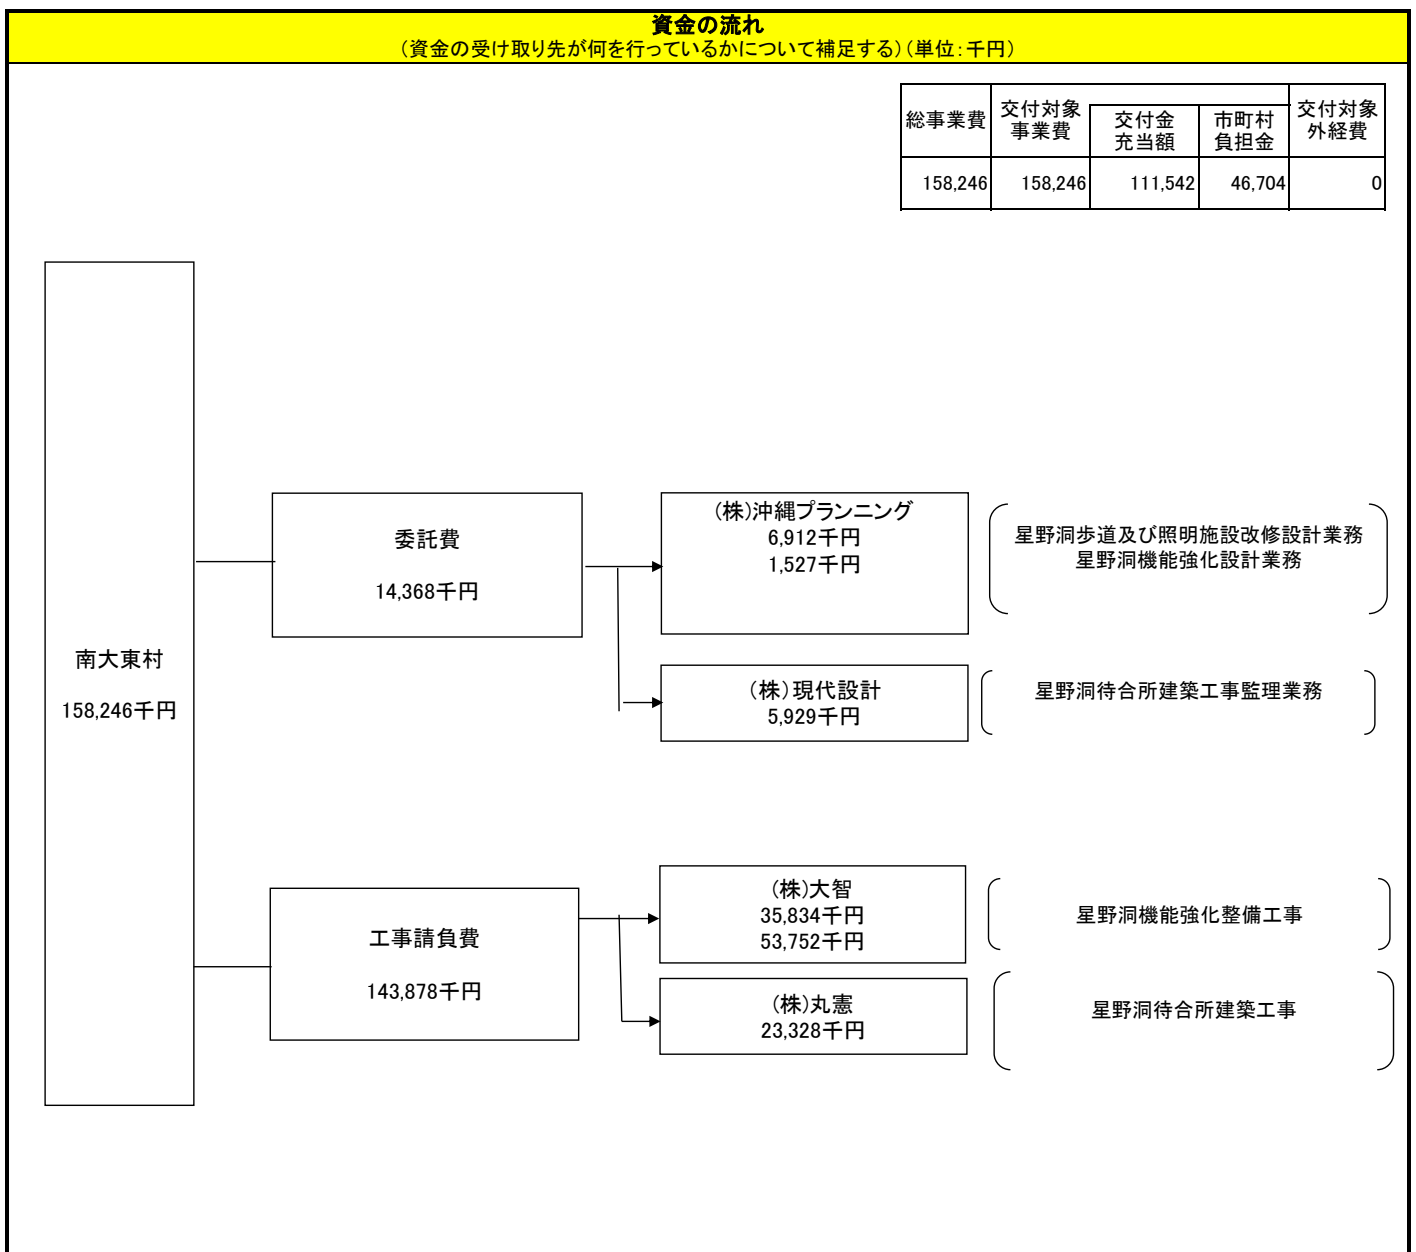 資金の流れ
（資金の受け取り先が何を行っているかについて補足する）（単位：千円）
総事業費
交付対象
事業費
交付金
充当額
市町村
負担金
交付対象
外経費
158,246
158,246
111,542
46,704
0
南大東村
158,246千円
委託費
14,368千円
(株)沖縄プランニング
6,912千円
1,527千円
星野洞歩道及び照明施設改修設計業務
星野洞機能強化設計業務
(株)現代設計
5,929千円
星野洞待合所建築工事監理業務
工事請負費
143,878千円
(株)大智
35,834千円
53,752千円
星野洞機能強化整備工事
(株)丸憲
23,328千円
星野洞待合所建築工事